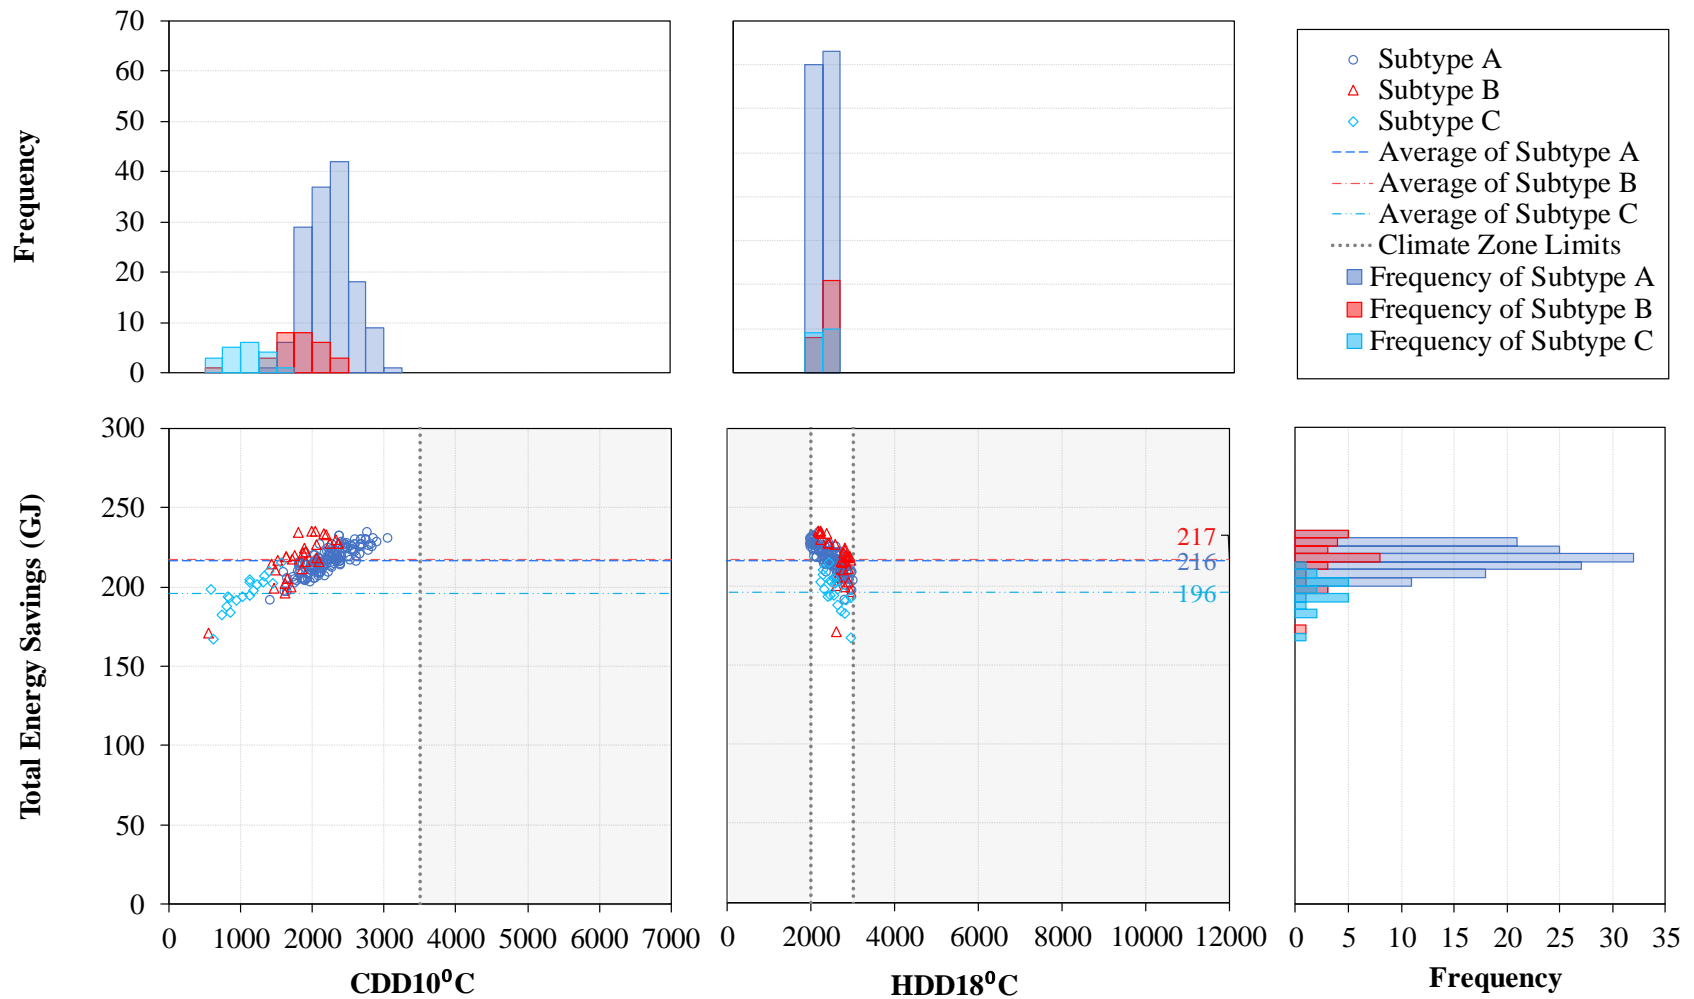 Frequency
70
60
50
40
30
20
10
0
Subtype A
Subtype B
Subtype C
Average of Subtype A
Average of Subtype B
Average of Subtype C
Climate Zone Limits
Frequency of Subtype A
Frequency of Subtype B
Frequency of Subtype C
Total Energy Savings (GJ)
300
250
200
150
100
50
0
217
216
196
0 1000 2000 3000 4000 5000 6000 7000
CDD10⁰C
0 2000 4000 6000 8000 10000 12000
HDD18⁰C
0 5 10 15 20 25 30 35
Frequency